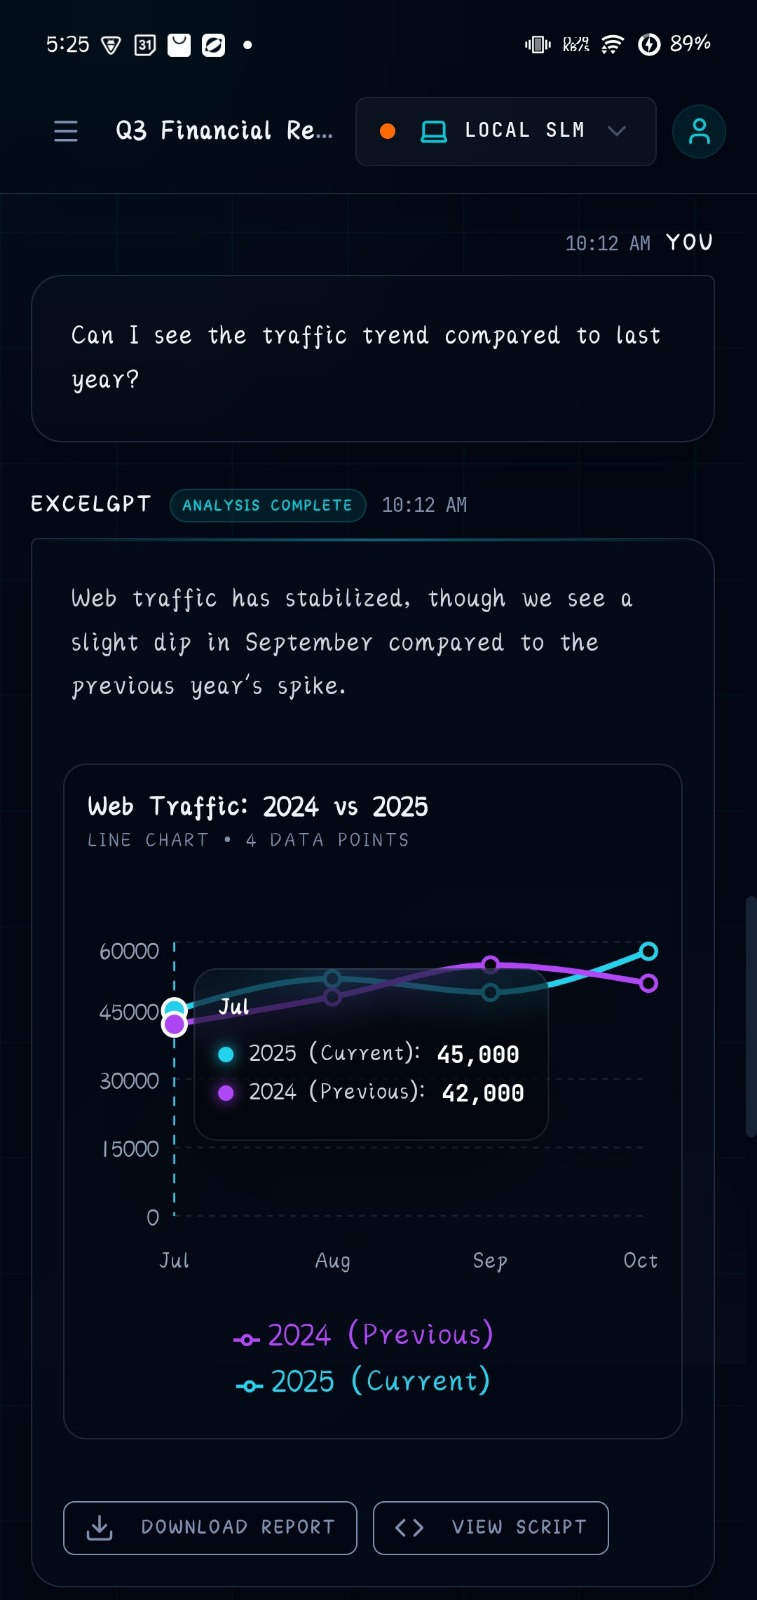 5:25
31
0.29
KB/s
89%
Q3 Financial Re...
LOCAL SLM
10:12 AM YOU
Can I see the traffic trend compared to last
year?
EXCELGPT ANALYSIS COMPLETE 10:12 AM
Web traffic has stabilized, though we see a
slight dip in September compared to the
previous year's spike.
Web Traffic: 2024 vs 2025
LINE CHART • 4 DATA POINTS
60000
45000
30000
15000
0
Jul
2025 (Current): 45,000
2024 (Previous): 42,000
Jul Aug Sep Oct
2024 (Previous)
2025 (Current)
DOWNLOAD REPORT
VIEW SCRIPT